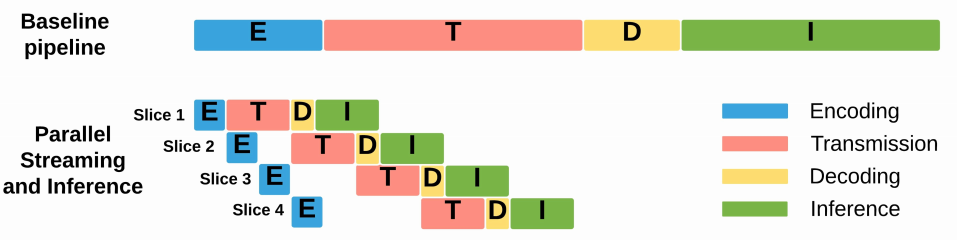 Baseline
pipeline
E T D I
Slice 1 E T D I
Slice 2 E T D I
Slice 3 E T D I
Slice 4 E T D I
Parallel
Streaming
and Inference
Encoding
Transmission
Decoding
Inference